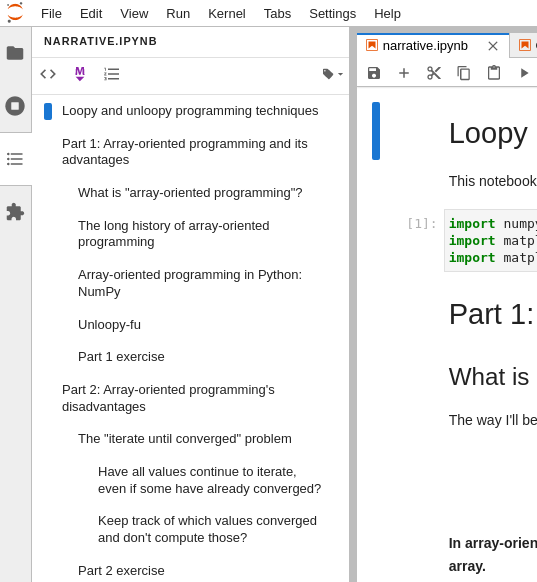 File Edit View Run Kernel Tabs Settings Help
NARRATIVE.IPYNB
narrative.ipynb
M
Loopy and unloopy programming techniques
Part 1: Array-oriented programming and its
advantages
What is "array-oriented programming"?
The long history of array-oriented
programming
Array-oriented programming in Python:
NumPy
Unloopy-fu
Part 1 exercise
Part 2: Array-oriented programming's
disadvantages
The "iterate until converged" problem
Have all values continue to iterate,
even if some have already converged?
Keep track of which values converged
and don't compute those?
Part 2 exercise
Loopy
This notebook
[1]:
import numpy
import matpl
import matpl
Part 1:
What is
The way I'll be
In array-orien
array.